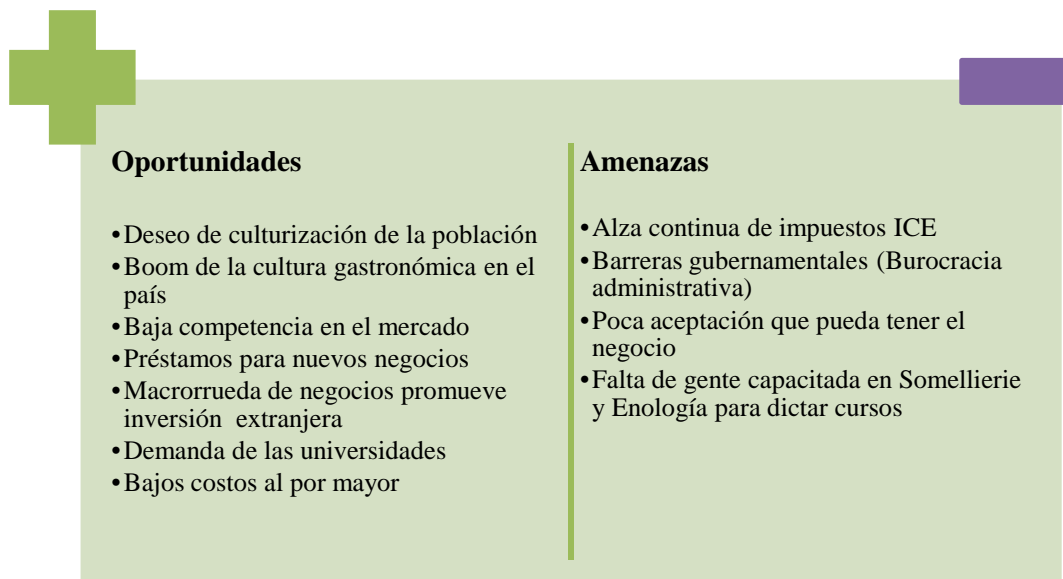 Oportunidades
•Deseo de culturización de la población
•Boom de la cultura gastronómica en el
país
•Baja competencia en el mercado
•Préstamos para nuevos negocios
•Macrorrueda de negocios promueve
inversión extranjera
•Demanda de las universidades
•Bajos costos al por mayor
Amenazas
•Alza continua de impuestos ICE
•Barreras gubernamentales (Burocracia
administrativa)
•Poca aceptación que pueda tener el
negocio
•Falta de gente capacitada en Somellierie
y Enología para dictar cursos